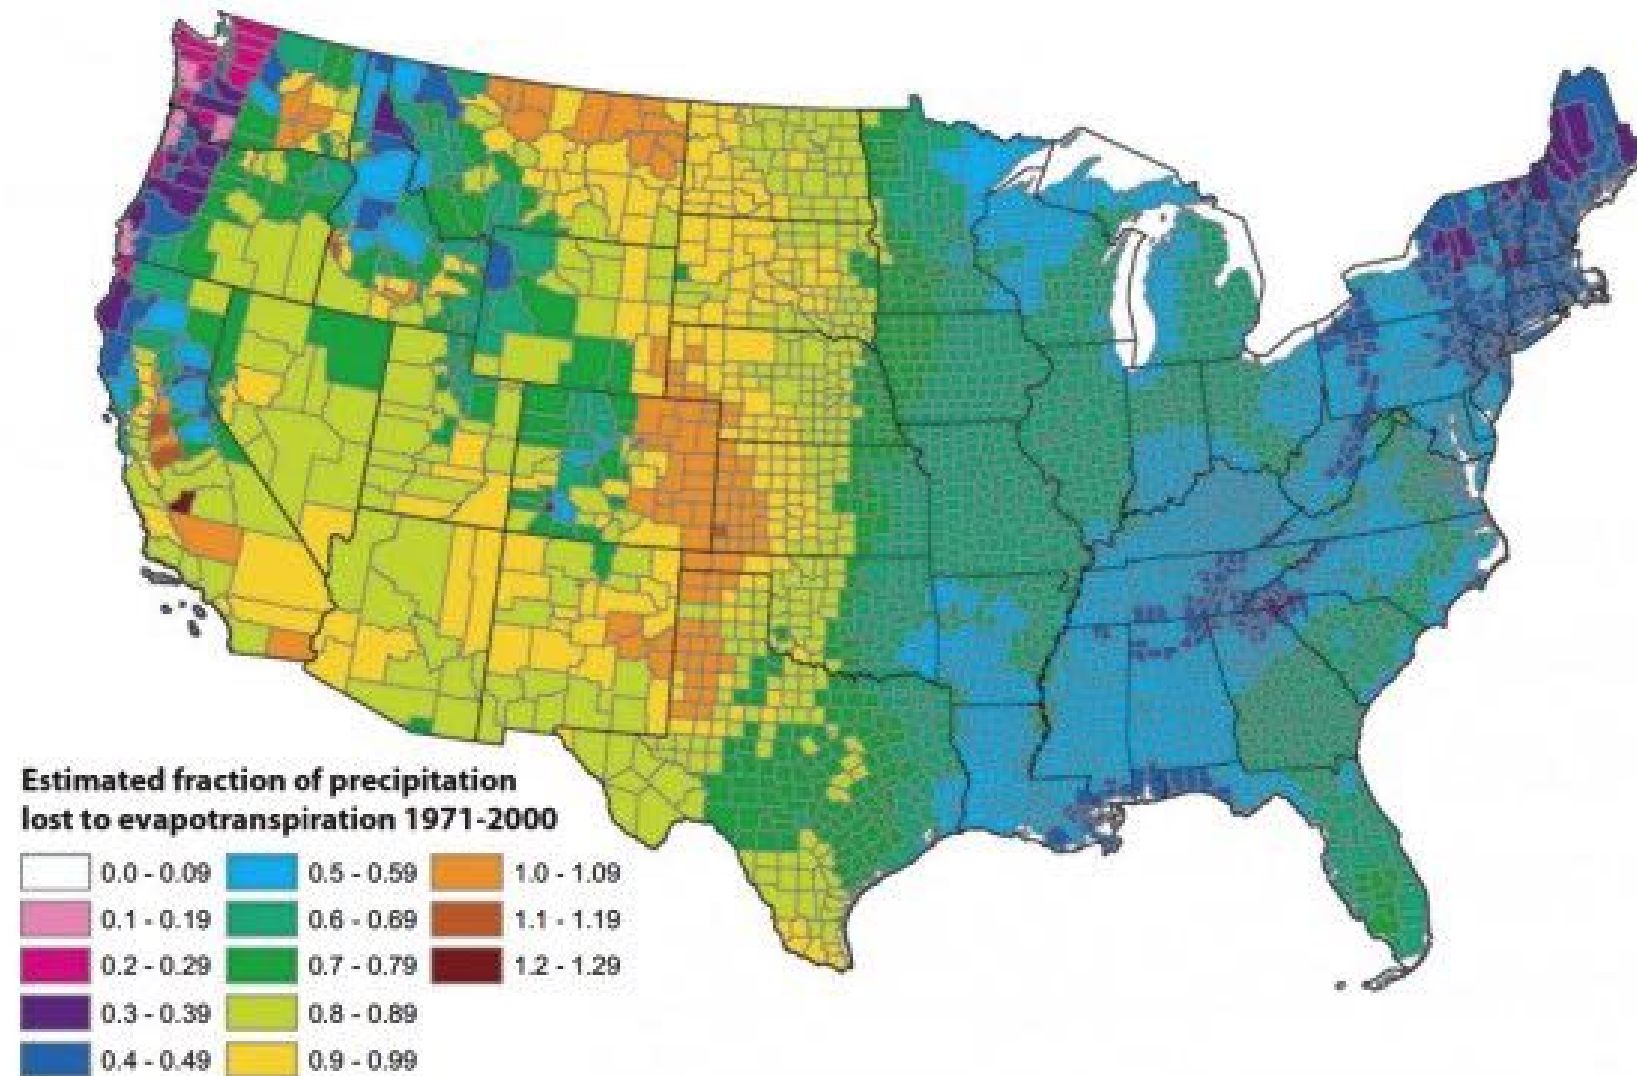 Estimated fraction of precipitation
lost to evapotranspiration 1971-2000
0.0 - 0.09
0.1 - 0.19
0.2 - 0.29
0.3 - 0.39
0.4 - 0.49
0.5 - 0.59
0.6 - 0.69
0.7 - 0.79
0.8 - 0.89
0.9 - 0.99
1.0 - 1.09
1.1 - 1.19
1.2 - 1.29